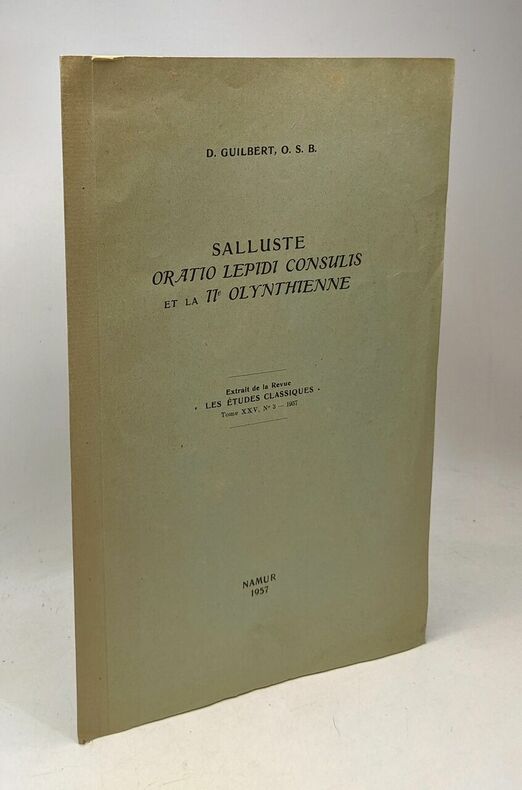 D. GUILBERT, O. S. B.
SALLUSTE
ORATIO LEPIDI CONSULIS
ET LA IIe OLYNTHIENNE
Extrait de la Revue
« LES ÉTUDES CLASSIQUES »
Tome XXV, N° 3 — 1957
NAMUR
1957